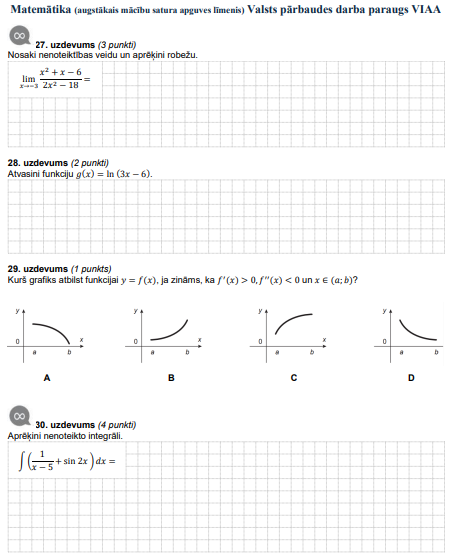 Matemātika (augstākais mācību satura apguves līmenis) Valsts pārbaudes darba paraugs VIAA
∞ 27. uzdevums (3 punkti)
Nosaki nenoteiktības veidu un aprēķini robežu.
lim x→−3 (x² + x − 6)/(2x² − 18) =
28. uzdevums (2 punkti)
Atvasini funkciju g(x) = ln (3x − 6).
29. uzdevums (1 punkts)
Kurš grafiks atbilst funkcijai y = f(x), ja zināms, ka f′(x) > 0, f″(x) < 0 un x ∈ (a; b)?
y y y y
0 x 0 x 0 x 0 x
a b a b a b a b
A B C D
∞ 30. uzdevums (4 punkti)
Aprēķini nenoteikto integrāli.
∫ (1/(x − 5) + sin 2x) dx =